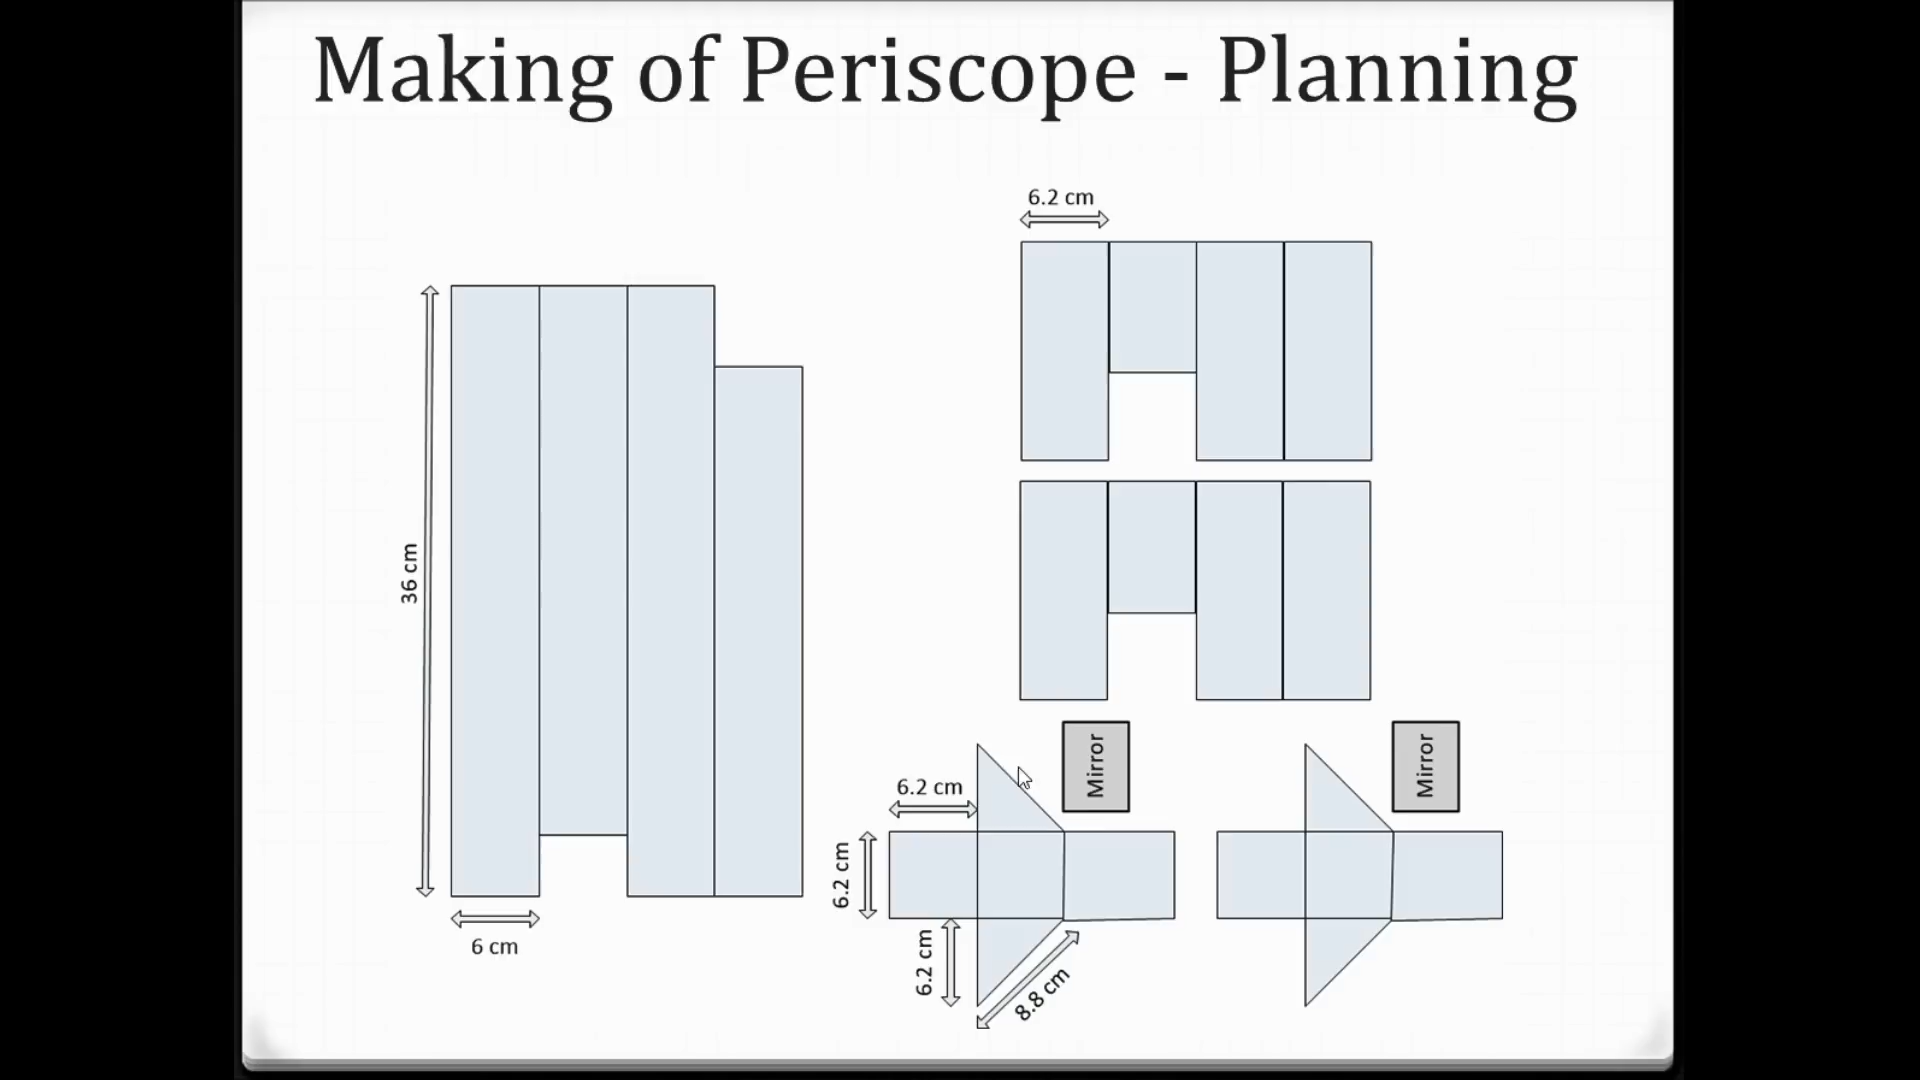 Making of Periscope - Planning
6.2 cm
36 cm
6 cm
Mirror
Mirror
6.2 cm
6.2 cm
6.2 cm
8.8 cm